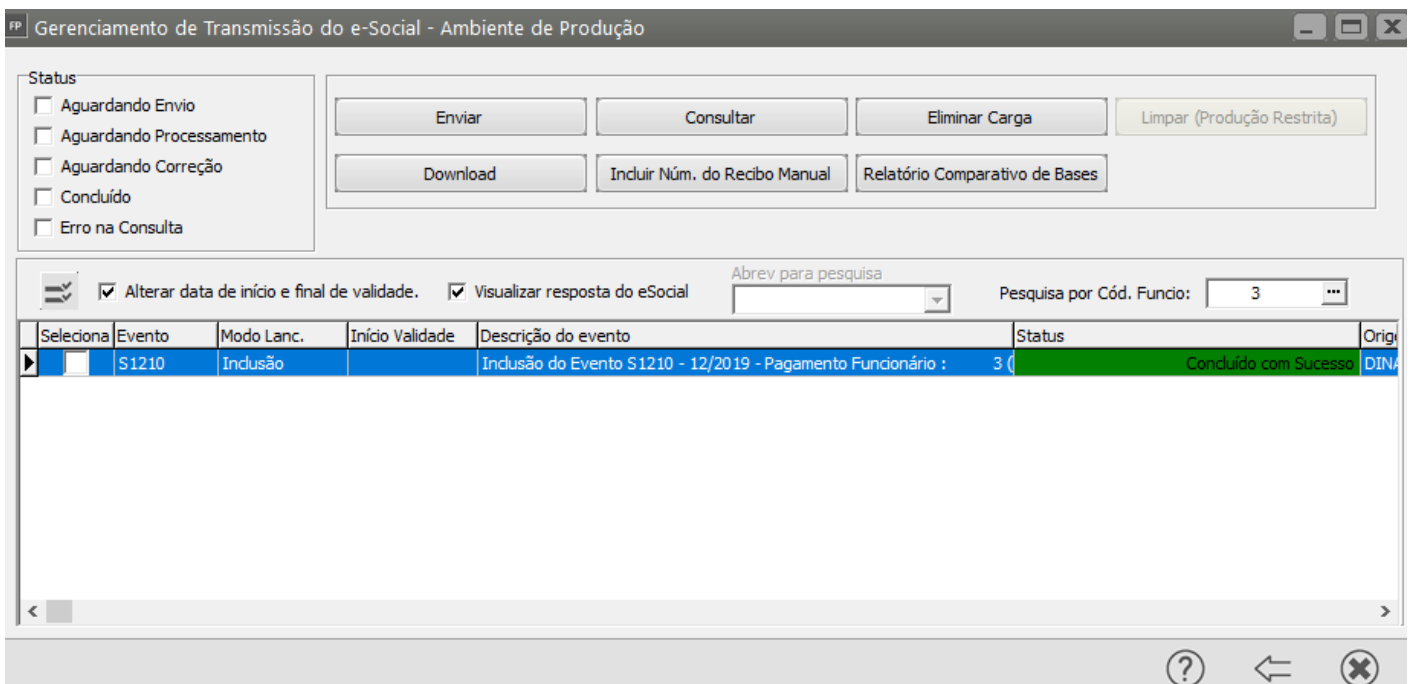 FP Gerenciamento de Transmissão do e-Social - Ambiente de Produção
Status
Aguardando Envio
Aguardando Processamento
Aguardando Correção
Concluído
Erro na Consulta
Enviar Consultar Eliminar Carga Limpar (Produção Restrita)
Download Incluir Núm. do Recibo Manual Relatório Comparativo de Bases
Abrev para pesquisa
Alterar data de início e final de validade. Visualizar resposta do eSocial Pesquisa por Cód. Funcio: 3 ...
Seleciona Evento Modo Lanc. Início Validade Descrição do evento Status Orig
S1210 Inclusão Inclusão do Evento S1210 - 12/2019 - Pagamento Funcionário : 3 ( Concluído com Sucesso DINA
?